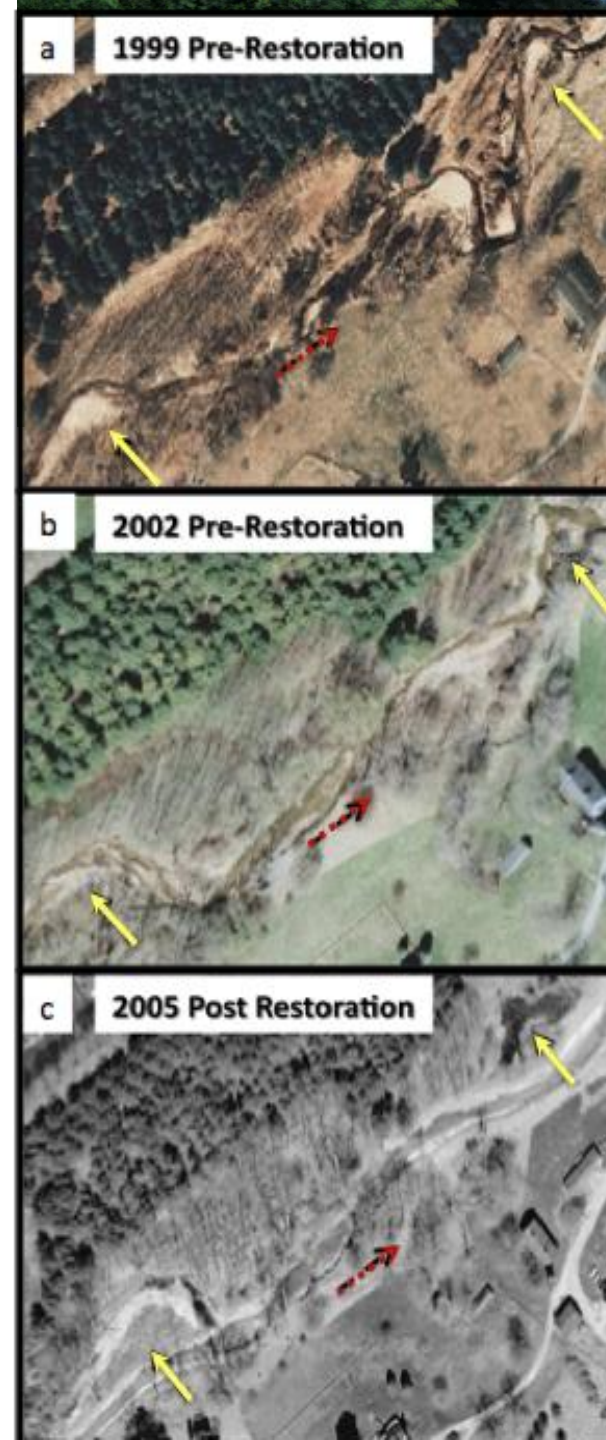 a
1999 Pre-Restoration
b
2002 Pre-Restoration
c
2005 Post Restoration